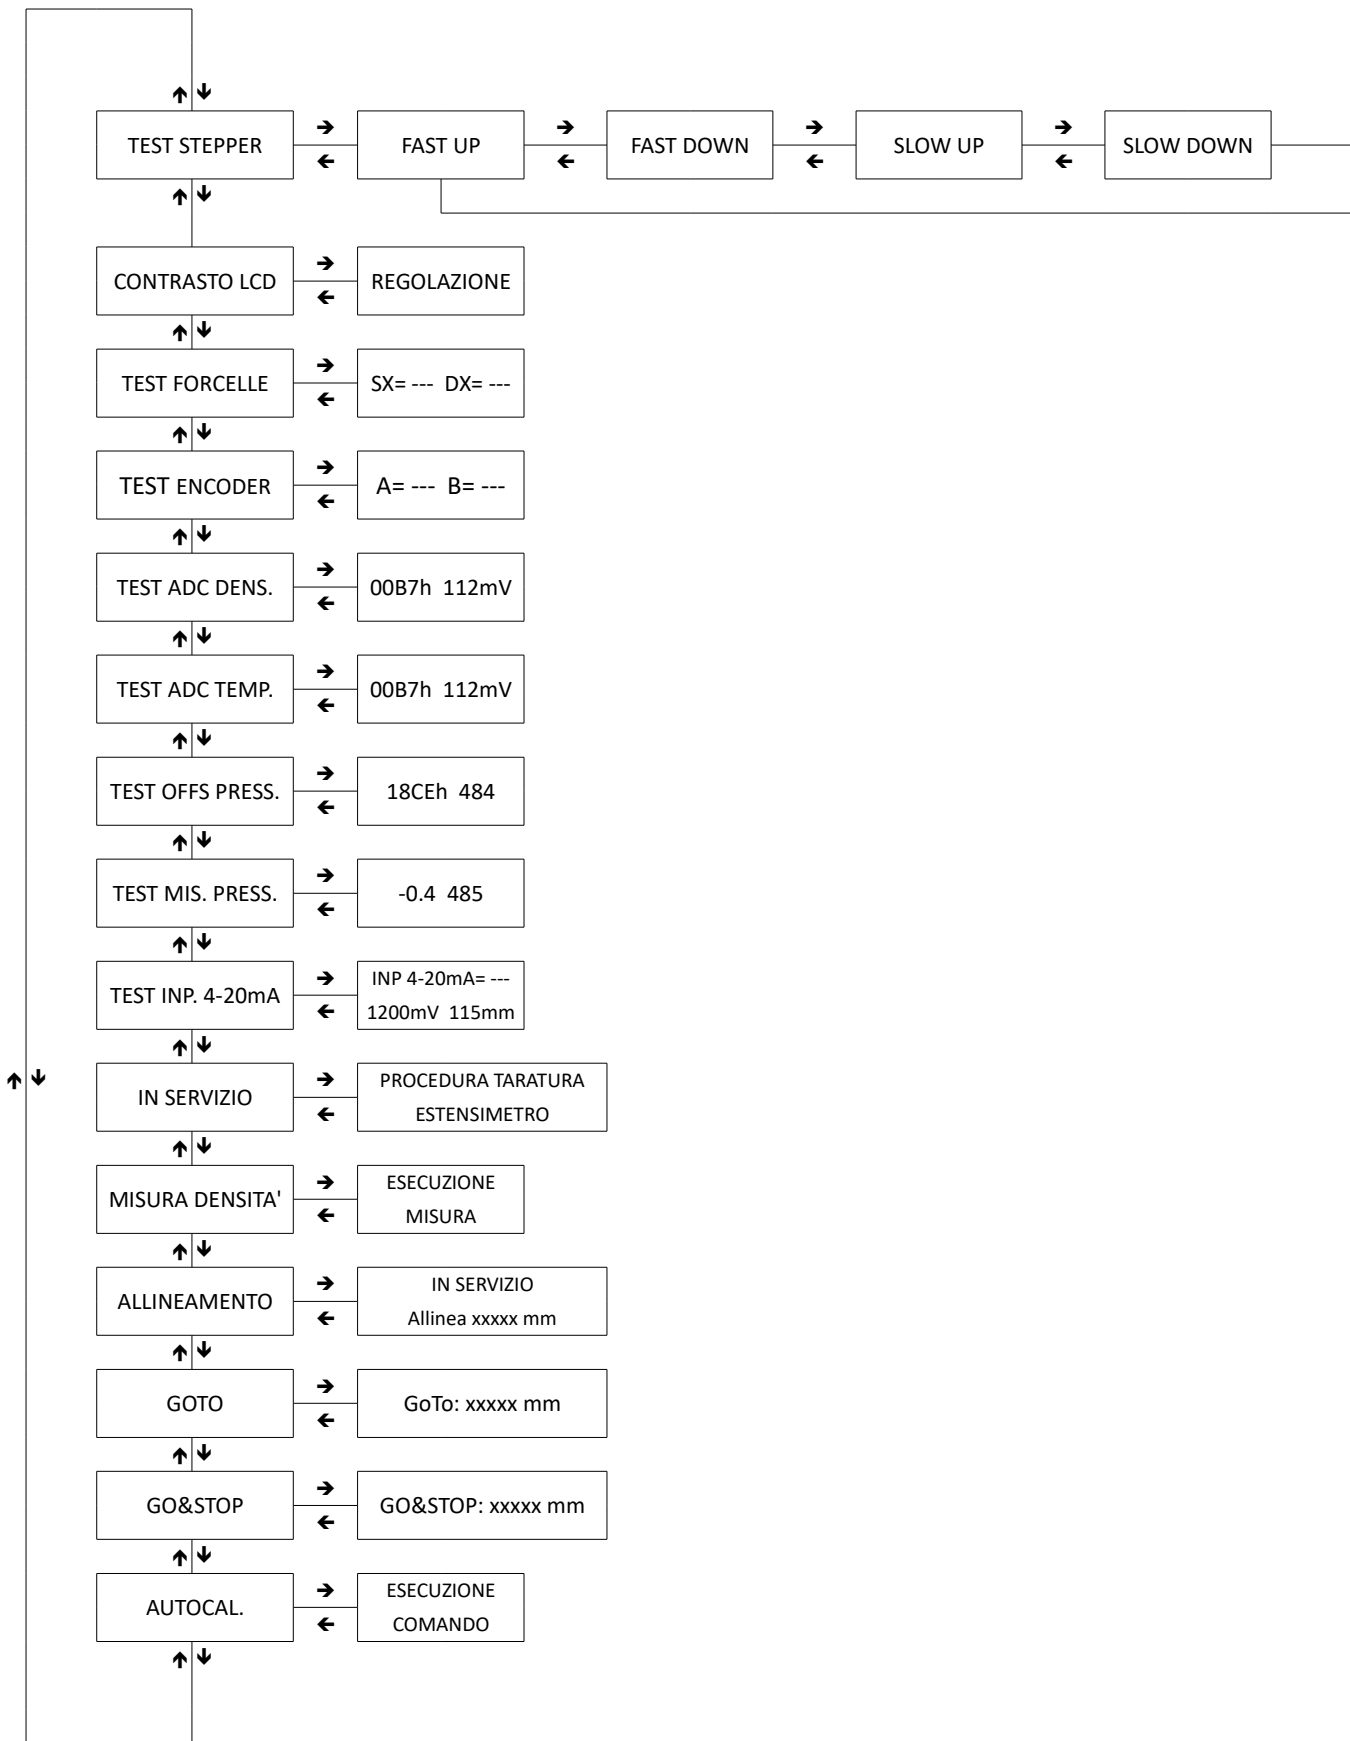 TEST STEPPER
FAST UP
FAST DOWN
SLOW UP
SLOW DOWN
CONTRASTO LCD
REGOLAZIONE
TEST FORCELLE
SX= --- DX= ---
TEST ENCODER
A= --- B= ---
TEST ADC DENS.
00B7h 112mV
TEST ADC TEMP.
00B7h 112mV
TEST OFFS PRESS.
18CEh 484
TEST MIS. PRESS.
-0.4 485
TEST INP. 4-20mA
INP 4-20mA= ---
1200mV 115mm
IN SERVIZIO
PROCEDURA TARATURA
ESTENSIMETRO
MISURA DENSITA'
ESECUZIONE
MISURA
ALLINEAMENTO
IN SERVIZIO
Allinea xxxxx mm
GOTO
GoTo: xxxxx mm
GO&STOP
GO&STOP: xxxxx mm
AUTOCAL.
ESECUZIONE
COMANDO